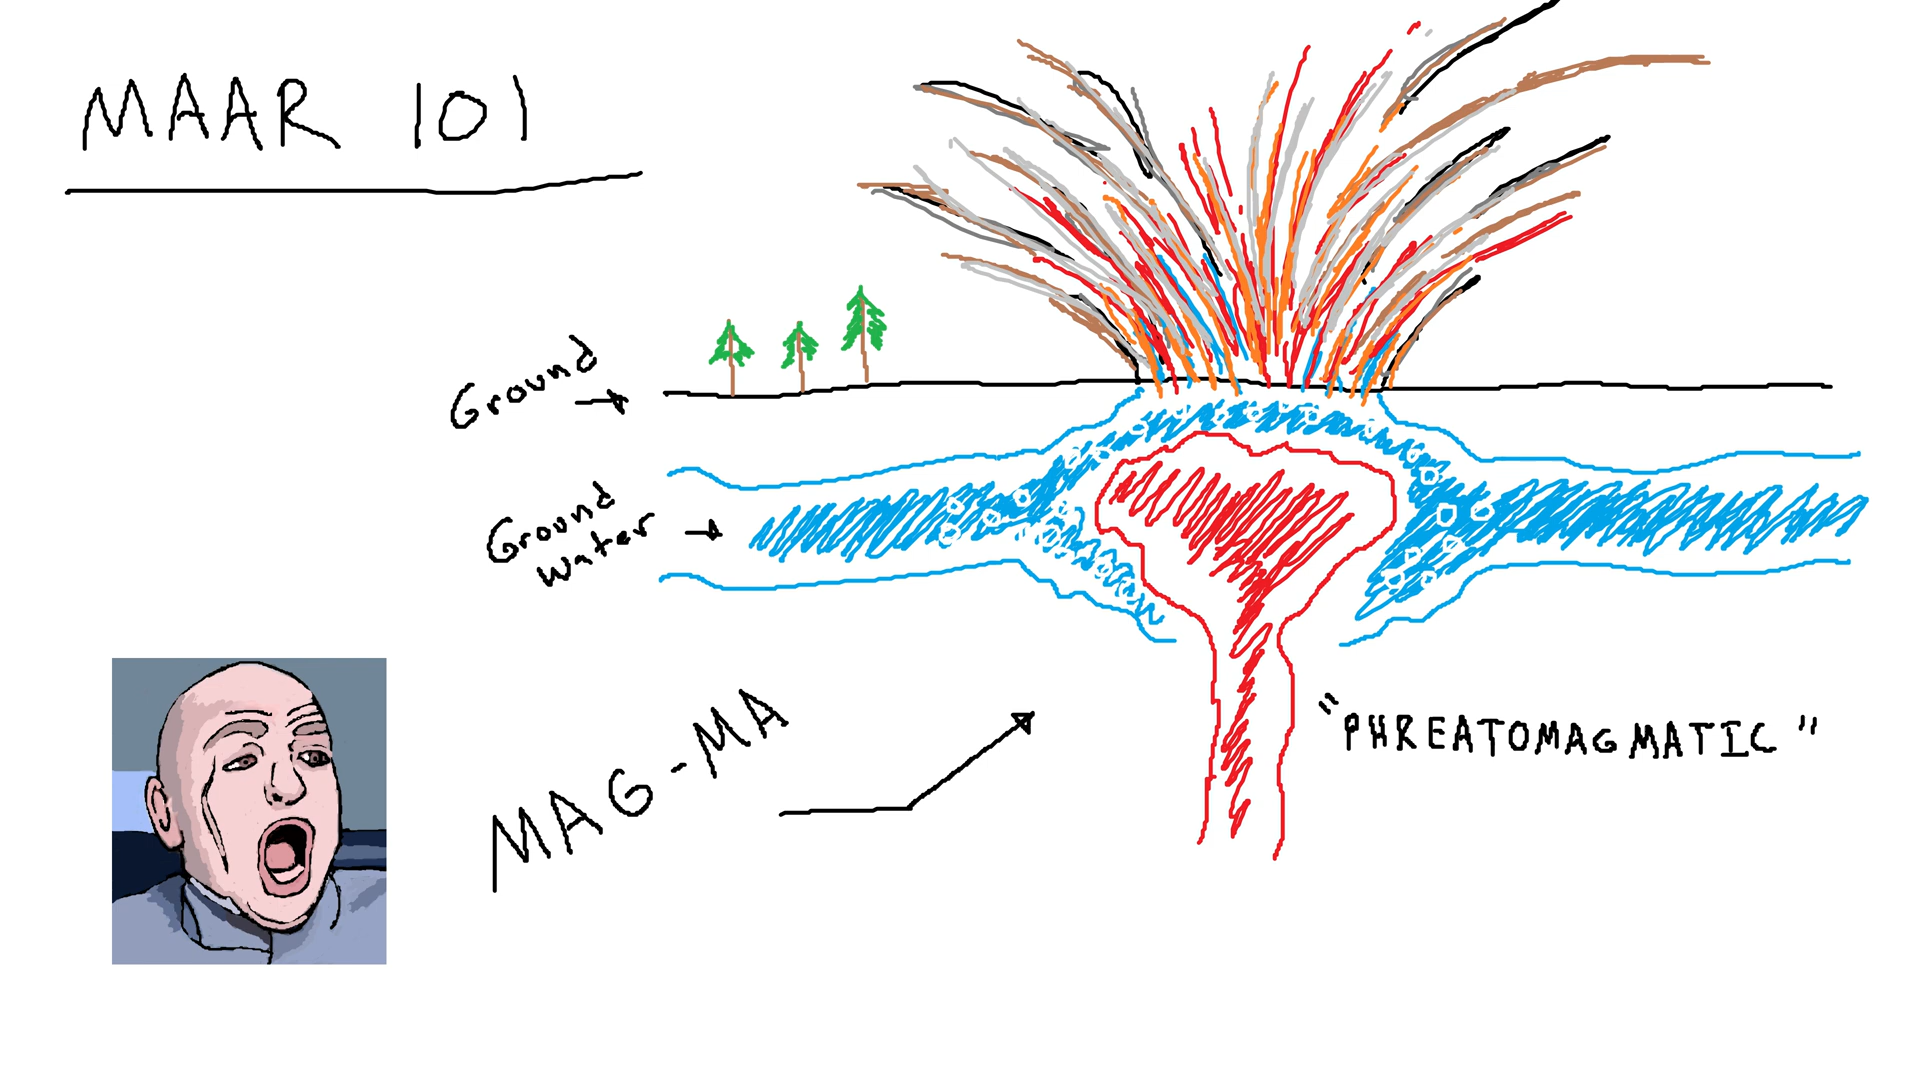 MAAR 101
Ground
Ground
Water
MAG-MA
"PHREATOMAGMATIC"